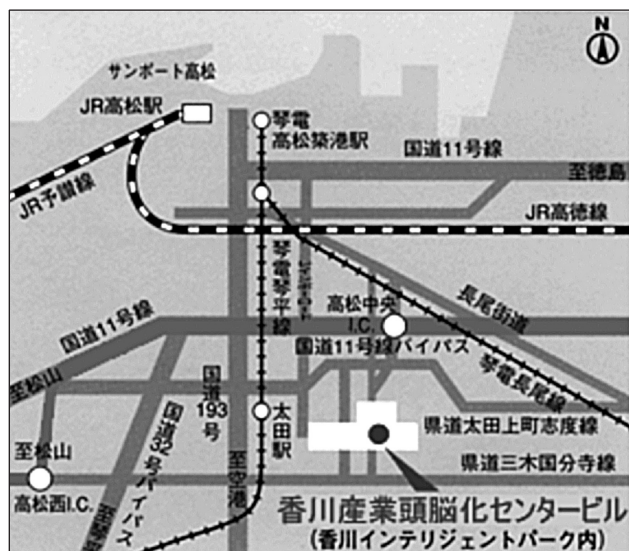 N
サンポート高松
JR高松駅
琴電
高松築港駅
国道11号線
至徳島
JR予讃線
JR高徳線
琴電琴平線
長尾街道
高松中央
I.C.
国道11号線
国道11号線バイパス
至松山
国道
193
号
琴電長尾線
太田駅
国道32号バイパス
県道太田上町志度線
至松山
県道三木国分寺線
高松西I.C.
至空港
香川産業頭脳化センタービル
(香川インテリジェントパーク内)